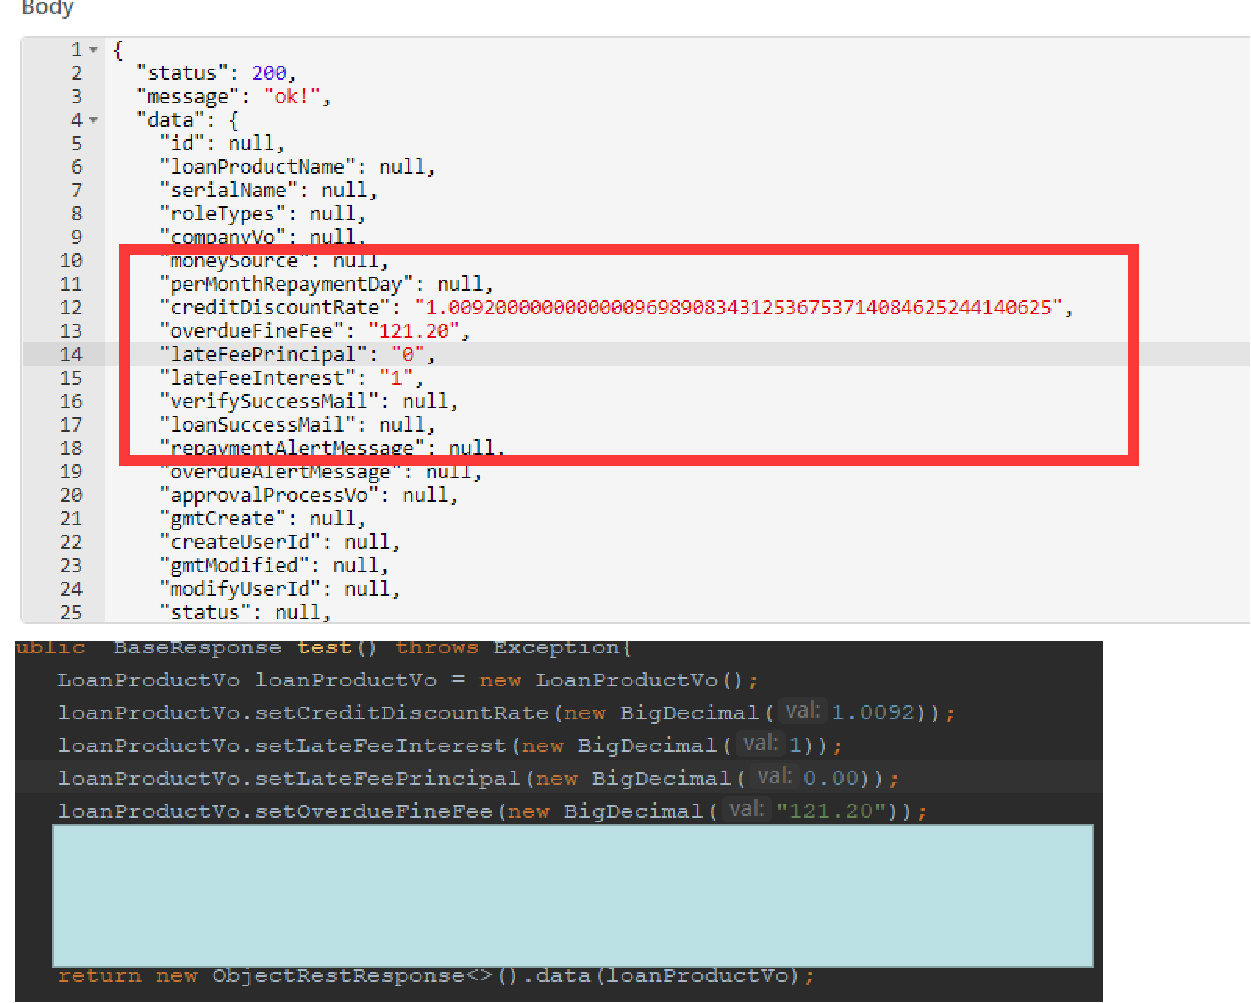 Body
1 {
2 "status": 200,
3 "message": "ok!",
4 "data": {
5 "id": null,
6 "loanProductName": null,
7 "serialName": null,
8 "roleTypes": null,
9 "companyVo": null,
10 "moneySource": null,
11 "perMonthRepaymentDay": null,
12 "creditDiscountRate": "1.009200000000000096989083431253675371408462524414​0625",
13 "overdueFineFee": "121.20",
14 "lateFeePrincipal": "0",
15 "lateFeeInterest": "1",
16 "verifySuccessMail": null,
17 "loanSuccessMail": null,
18 "repaymentAlertMessage": null,
19 "overdueAlertMessage": null,
20 "approvalProcessVo": null,
21 "gmtCreate": null,
22 "createUserId": null,
23 "gmtModified": null,
24 "modifyUserId": null,
25 "status": null,
ublic BaseResponse test() throws Exception{
LoanProductVo loanProductVo = new LoanProductVo();
loanProductVo.setCreditDiscountRate(new BigDecimal( val: 1.0092));
loanProductVo.setLateFeeInterest(new BigDecimal( val: 1));
loanProductVo.setLateFeePrincipal(new BigDecimal( val: 0.00));
loanProductVo.setOverdueFineFee(new BigDecimal( val: "121.20"));
return new ObjectRestResponse<>().data(loanProductVo);